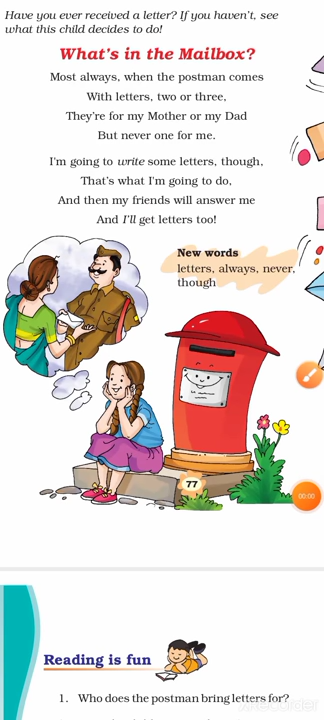 Have you ever received a letter? If you haven't, see
what this child decides to do!
What's in the Mailbox?
Most always, when the postman comes
With letters, two or three,
They're for my Mother or my Dad
But never one for me.
I'm going to write some letters, though,
That's what I'm going to do,
And then my friends will answer me
And I'll get letters too!
New words
letters, always, never,
though
77
00:00
Reading is fun
1. Who does the postman bring letters for?